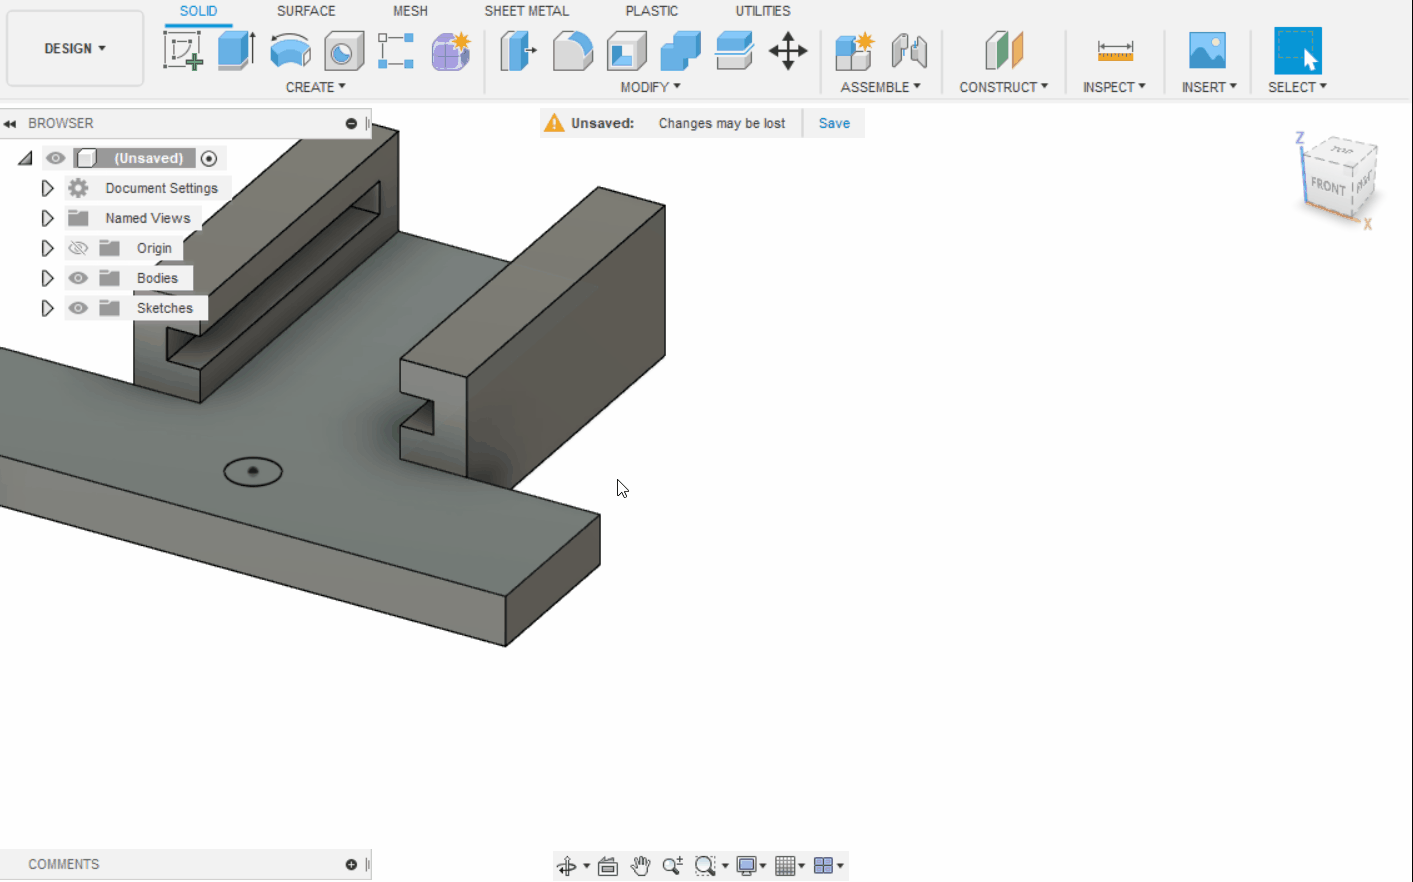 SOLID SURFACE MESH SHEET METAL PLASTIC UTILITIES
DESIGN
CREATE MODIFY ASSEMBLE CONSTRUCT INSPECT INSERT SELECT
BROWSER
Unsaved: Changes may be lost Save
(Unsaved)
Document Settings
Named Views
Origin
Bodies
Sketches
Z
TOP
FRONT
X
COMMENTS